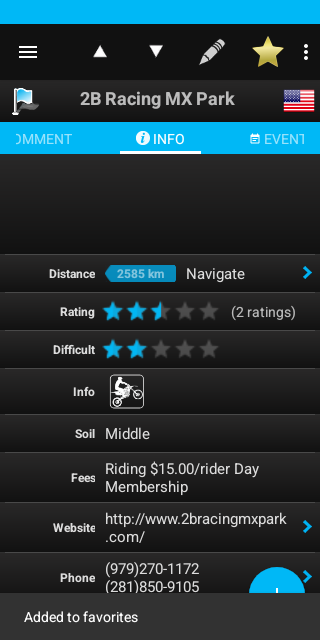 2B Racing MX Park
OMMENT
INFO
EVENT
Distance
2585 km
Navigate
Rating
(2 ratings)
Difficult
Info
Soil
Middle
Fees
Riding $15.00/rider Day
Membership
Website
http://www.2bracingmxpark
.com/
Phone
(979)270-1172
(281)850-9105
Added to favorites